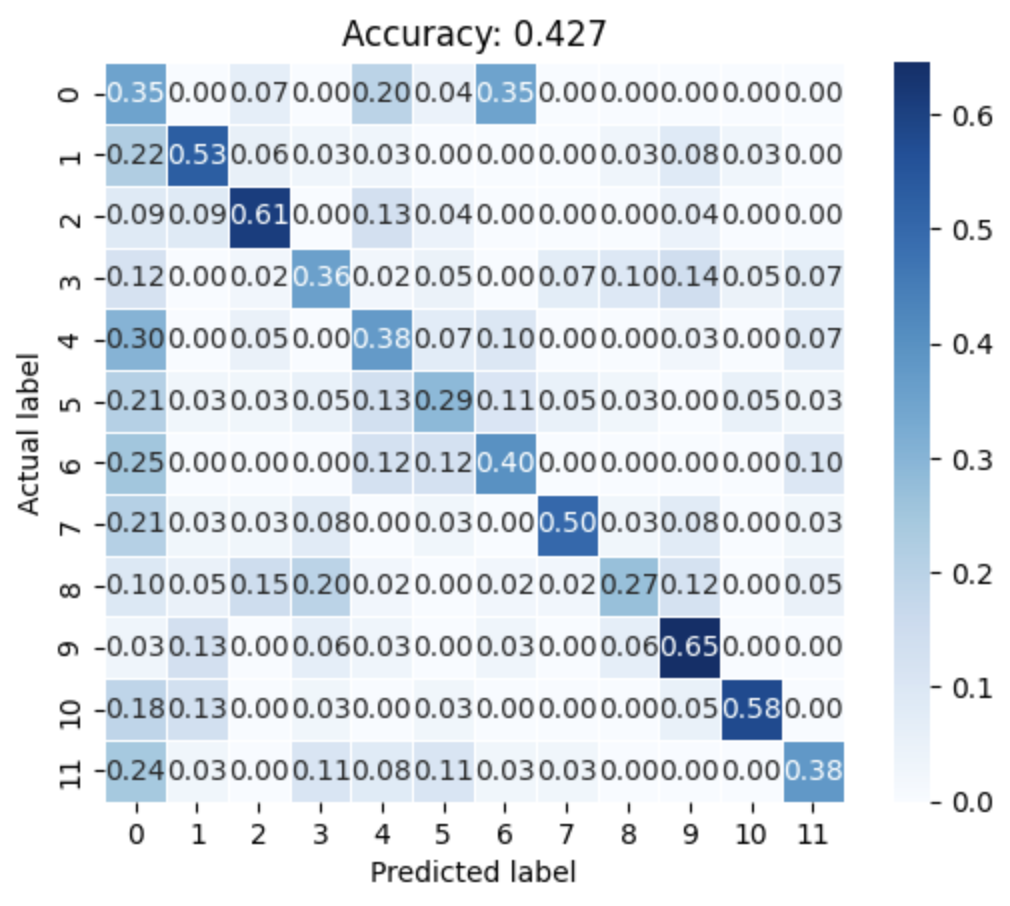 Accuracy: 0.427
0 0.35 0.00 0.07 0.00 0.20 0.04 0.35 0.00 0.00 0.00 0.00 0.00
1 0.22 0.53 0.06 0.03 0.03 0.00 0.00 0.00 0.03 0.08 0.03 0.00
2 0.09 0.09 0.61 0.00 0.13 0.04 0.00 0.00 0.00 0.04 0.00 0.00
3 0.12 0.00 0.02 0.36 0.02 0.05 0.00 0.07 0.10 0.14 0.05 0.07
4 0.30 0.00 0.05 0.00 0.38 0.07 0.10 0.00 0.00 0.03 0.00 0.07
5 0.21 0.03 0.03 0.05 0.13 0.29 0.11 0.05 0.03 0.00 0.05 0.03
6 0.25 0.00 0.00 0.00 0.12 0.12 0.40 0.00 0.00 0.00 0.00 0.10
7 0.21 0.03 0.03 0.08 0.00 0.03 0.00 0.50 0.03 0.08 0.00 0.03
8 0.10 0.05 0.15 0.20 0.02 0.00 0.02 0.02 0.27 0.12 0.00 0.05
9 0.03 0.13 0.00 0.06 0.03 0.00 0.03 0.00 0.06 0.65 0.00 0.00
10 0.18 0.13 0.00 0.03 0.00 0.03 0.00 0.00 0.00 0.05 0.58 0.00
11 0.24 0.03 0.00 0.11 0.08 0.11 0.03 0.03 0.00 0.00 0.00 0.38
0 1 2 3 4 5 6 7 8 9 10 11
Predicted label
Actual label
0.6
0.5
0.4
0.3
0.2
0.1
0.0